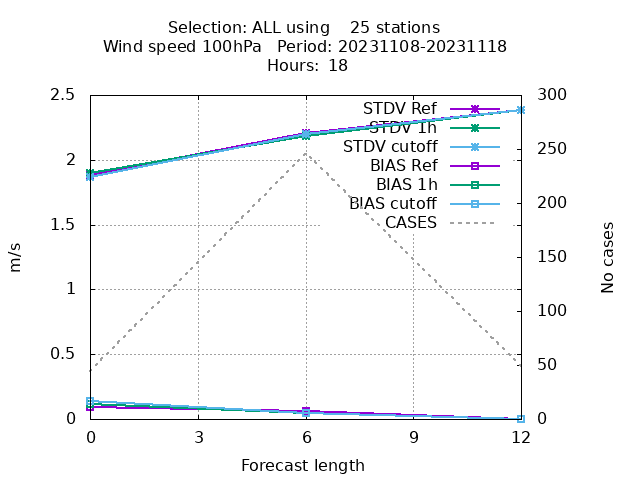 Selection: ALL using    25 stations
Wind speed 100hPa   Period: 20231108-20231118
Hours: 18
2.5
2
1.5
1
0.5
0
300
250
200
150
100
50
0
STDV Ref
STDV 1h
STDV cutoff
BIAS Ref
BIAS 1h
BIAS cutoff
CASES
m/s
No cases
0 3 6 9 12
Forecast length